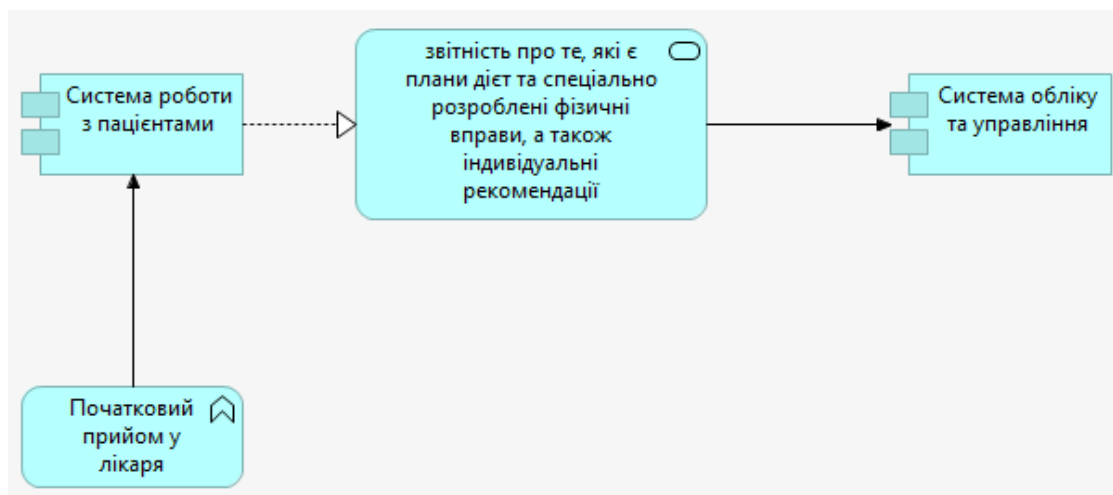 Система роботи
з пацієнтами
звітність про те, які є
плани дієт та спеціально
розроблені фізичні
вправи, а також
індивідуальні
рекомендації
Система обліку
та управління
Початковий
прийом у
лікаря